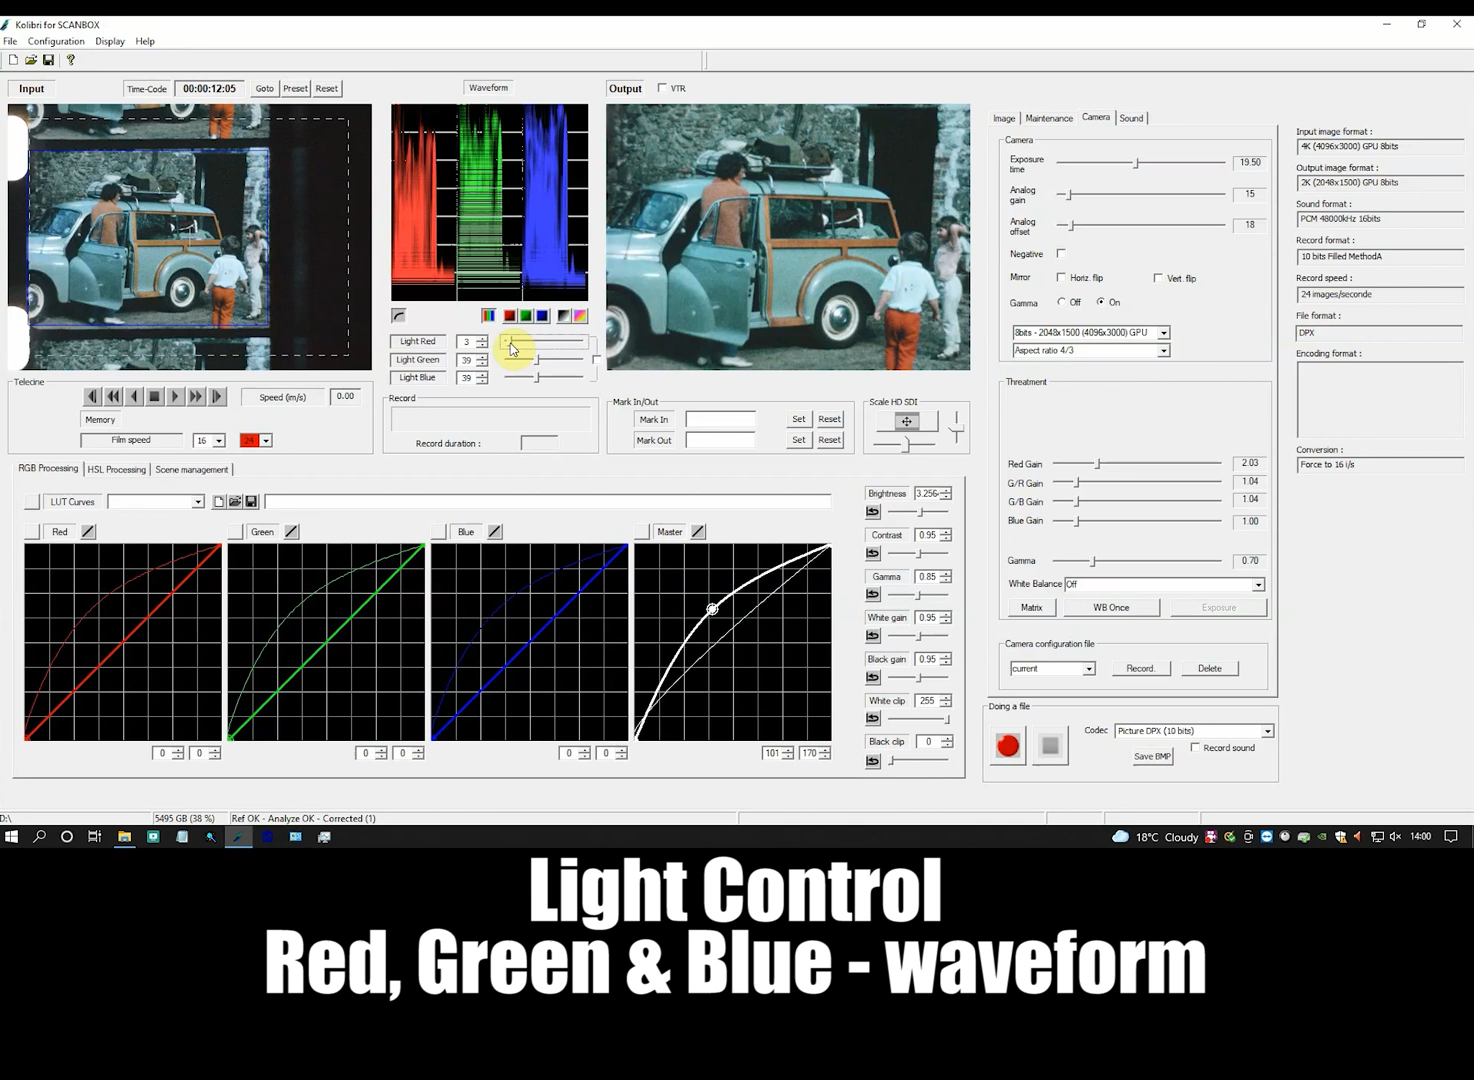 Kolibri for SCANBOX
File Configuration Display Help
Input Time-Code 00:00:12:05 Goto Preset Reset
Waveform
Output VTR
Image Maintenance Camera Sound
Camera
Exposure time 19.50
Analog gain 15
Analog offset 18
Negative
Mirror Horiz. flip Vert. flip
Gamma Off On
8bits - 2048x1500 (4096x3000) GPU
Aspect ratio 4/3
Input image format :
4K (4096x3000) GPU 8bits
Output image format :
2K (2048x1500) GPU 8bits
Sound format :
PCM 48000kHz 16bits
Record format :
10 bits Filled MethodA
Record speed :
24 images/seconde
File format :
DPX
Encoding format :
Conversion :
Force to 16 i/s
Light Red 3
Light Green 39
Light Blue 39
Telecine
Speed (m/s) 0.00
Memory
Film speed 16 24
Record
Record duration :
Mark In/Out
Mark In Set Reset
Mark Out Set Reset
Scale HD SDI
Threatment
Red Gain 2.03
G/R Gain 1.04
G/B Gain 1.04
Blue Gain 1.00
Gamma 0.70
White Balance Off
Matrix WB Once Exposure
Camera configuration file
current Record. Delete
RGB Processing HSL Processing Scene management
LUT Curves
Red Green Blue Master
0 0 0 0 0 0 101 170
Brightness 3.256
Contrast 0.95
Gamma 0.85
White gain 0.95
Black gain 0.95
White clip 255
Black clip 0
Doing a file
Codec Picture DPX (10 bits)
Record sound
Save BMP
D:\ 5495 GB (38 %) Ref OK - Analyze OK - Corrected (1)
18°C Cloudy 14:00
Light Control
Red, Green & Blue - waveform